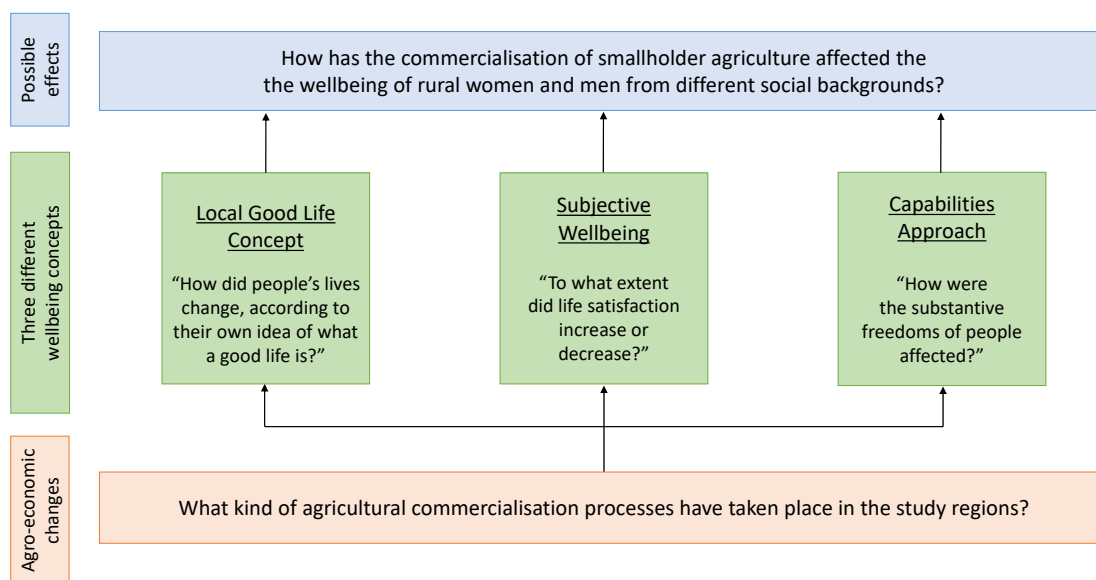 Possible
effects
How has the commercialisation of smallholder agriculture affected the
the wellbeing of rural women and men from different social backgrounds?
Three different
wellbeing concepts
Local Good Life
Concept
“How did people’s lives
change, according to
their own idea of what
a good life is?”
Subjective
Wellbeing
“To what extent
did life satisfaction
increase or
decrease?”
Capabilities
Approach
“How were
the substantive
freedoms of people
affected?”
Agro-economic
changes
What kind of agricultural commercialisation processes have taken place in the study regions?